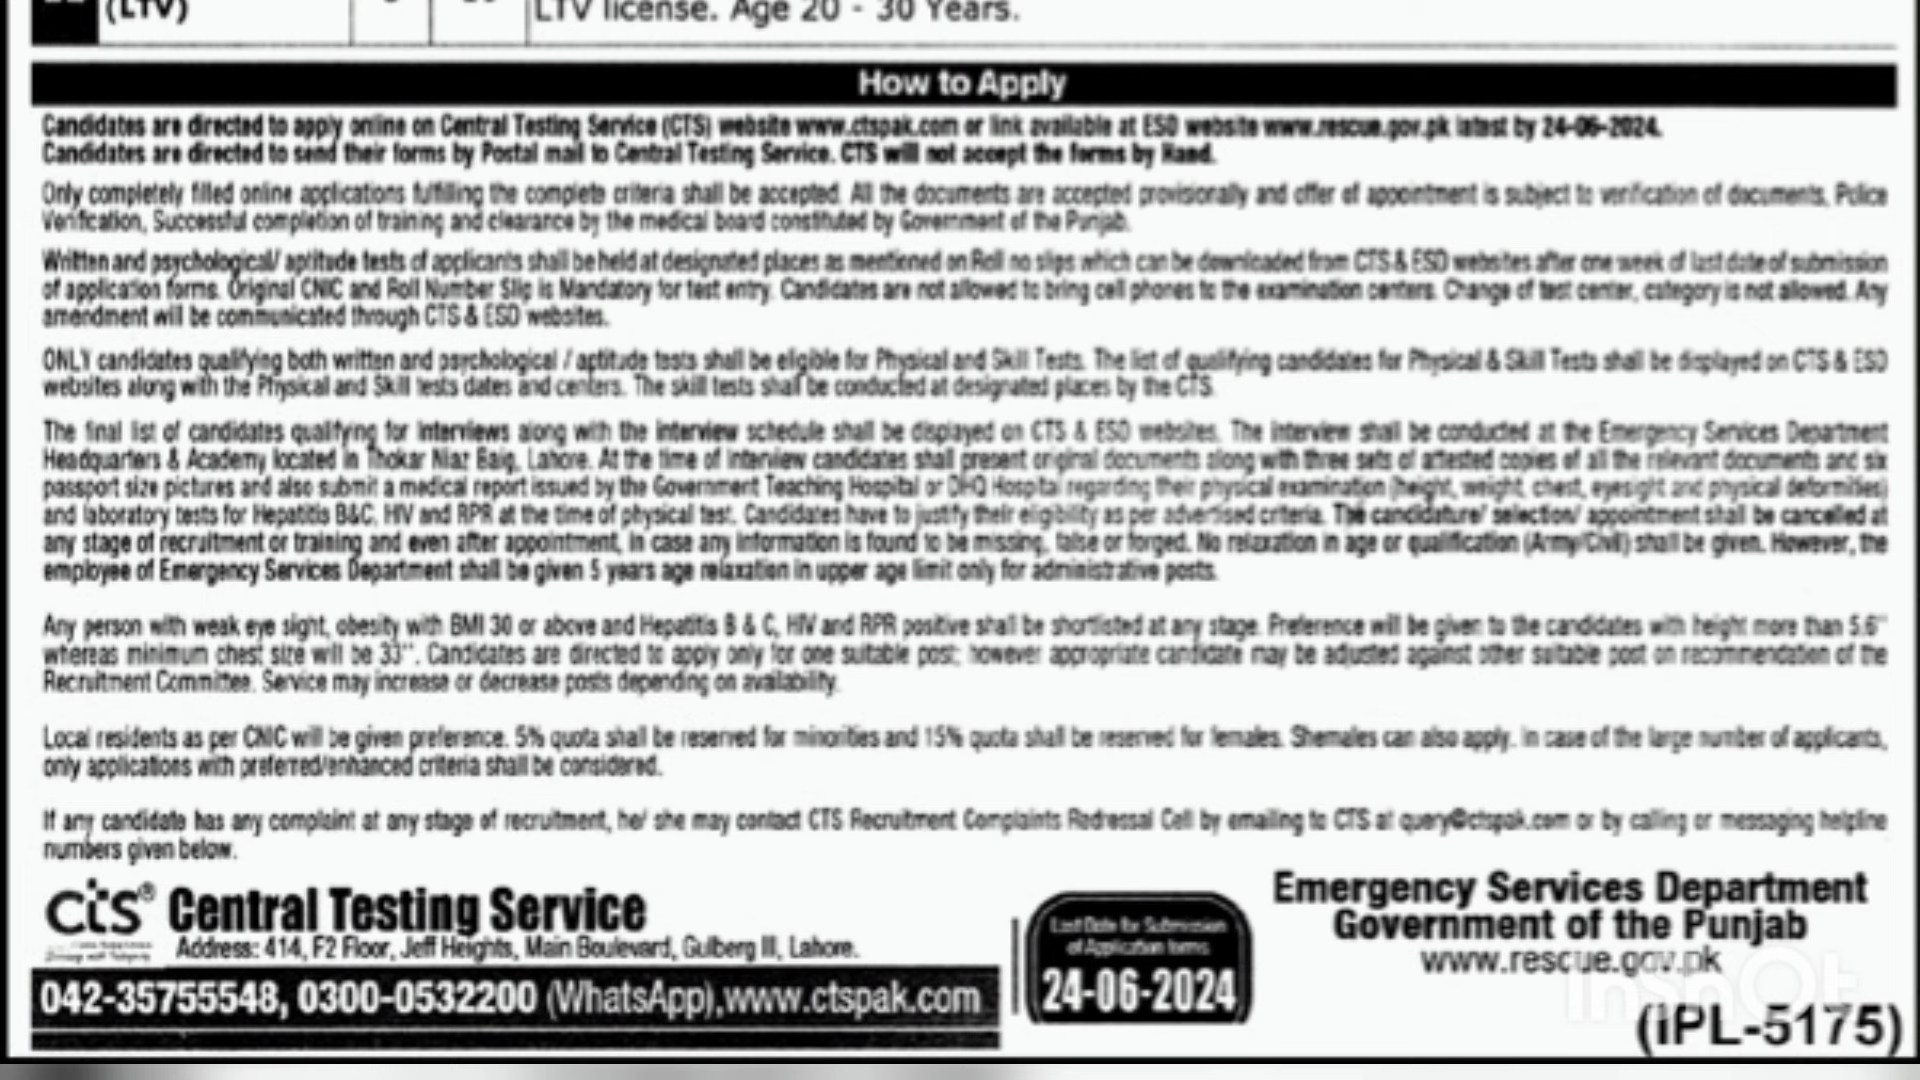 (LTV)
LTV license. Age 20 - 30 Years.
How to Apply
Candidates are directed to apply online on Central Testing Service (CTS) website www.ctspak.com or link available at ESD website www.rescue.gov.pk latest by 24-06-2024.
Candidates are directed to send their forms by Postal mail to Central Testing Service. CTS will not accept the forms by Hand.
Only completely filled online applications fulfilling the complete criteria shall be accepted. All the documents are accepted provisionally and offer of appointment is subject to verification of documents, Police
Verification, Successful completion of training and clearance by the medical board constituted by Government of the Punjab.
Written and psychological/ aptitude tests of applicants shall be held at designated places as mentioned on Roll no slips which can be downloaded from CTS & ESD websites after one week of last date of submission
of application forms. Original CNIC and Roll Number Slip is Mandatory for test entry. Candidates are not allowed to bring cell phones to the examination centers. Change of test center, category is not allowed. Any
amendment will be communicated through CTS & ESD websites.
ONLY candidates qualifying both written and psychological / aptitude tests shall be eligible for Physical and Skill Tests. The list of qualifying candidates for Physical & Skill Tests shall be displayed on CTS & ESD
websites along with the Physical and Skill tests dates and centers. The skill tests shall be conducted at designated places by the CTS.
The final list of candidates qualifying for interviews along with the interview schedule shall be displayed on CTS & ESD websites. The interview shall be conducted at the Emergency Services Department
Headquarters & Academy located in Thokar Niaz Baig, Lahore. At the time of interview candidates shall present original documents along with three sets of attested copies of all the relevant documents and six
passport size pictures and also submit a medical report issued by the Government Teaching Hospital or DHQ Hospital regarding their physical examination (height, weight, chest, eyesight and physical deformities)
and laboratory tests for Hepatitis B&C, HIV and RPR at the time of physical test. Candidates have to justify their eligibility as per advertised criteria. The candidature/ selection/ appointment shall be cancelled at
any stage of recruitment or training and even after appointment, in case any information is found to be missing, false or forged. No relaxation in age or qualification (Army/Civil) shall be given. However, the
employee of Emergency Services Department shall be given 5 years age relaxation in upper age limit only for administrative posts.
Any person with weak eye sight, obesity with BMI 30 or above and Hepatitis B & C, HIV and RPR positive shall be shortlisted at any stage. Preference will be given to the candidates with height more than 5.6"
whereas minimum chest size will be 33". Candidates are directed to apply only for one suitable post; however appropriate candidate may be adjusted against other suitable post on recommendation of the
Recruitment Committee. Service may increase or decrease posts depending on availability.
Local residents as per CNIC will be given preference. 5% quota shall be reserved for minorities and 15% quota shall be reserved for females. Shemales can also apply. In case of the large number of applicants,
only applications with preferred/enhanced criteria shall be considered.
If any candidate has any complaint at any stage of recruitment, he/ she may contact CTS Recruitment Complaints Redressal Cell by emailing to CTS at query@ctspak.com or by calling or messaging helpline
numbers given below.
CTS® Central Testing Service
Address: 414, F2 Floor, Jeff Heights, Main Boulevard, Gulberg III, Lahore.
042-35755548, 0300-0532200 (WhatsApp),www.ctspak.com
Last Date for Submission
of Application forms
24-06-2024
Emergency Services Department
Government of the Punjab
www.rescue.gov.pk
InShOt
(IPL-5175)